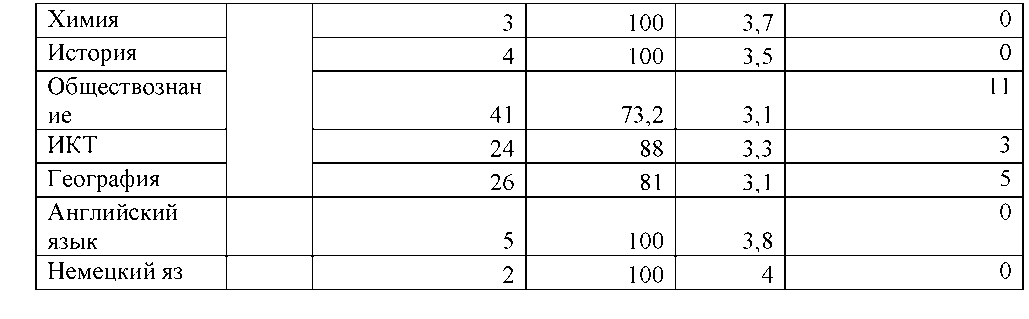 Химия 3 100 3,7 0
История 4 100 3,5 0
Обществознан 11
ие 41 73,2 3,1
ИКТ 24 88 3,3 3
География 26 81 3,1 5
Английский 0
язык 5 100 3,8
Немецкий яз 2 100 4 0